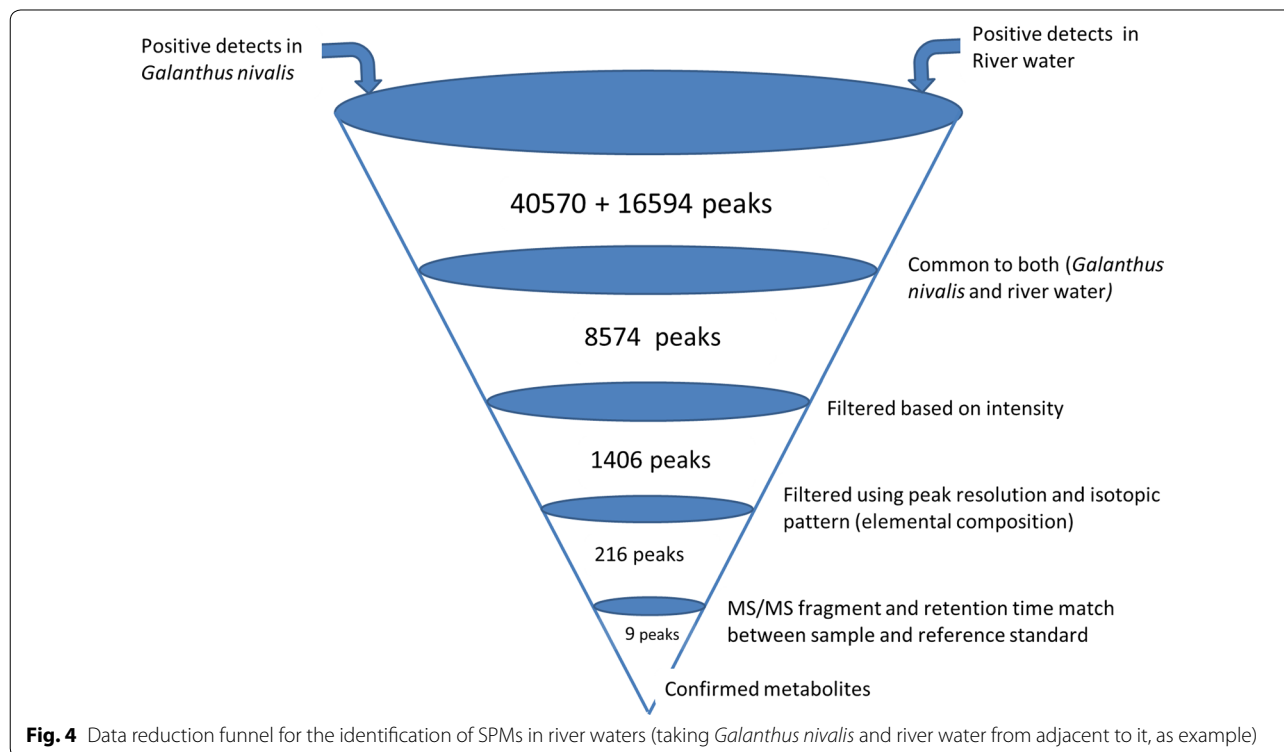 Positive detects in
Galanthus nivalis
Positive detects in
River water
40570 + 16594 peaks
Common to both (Galanthus
nivalis and river water)
8574 peaks
Filtered based on intensity
1406 peaks
Filtered using peak resolution and isotopic
pattern (elemental composition)
216 peaks
MS/MS fragment and retention time match
between sample and reference standard
9 peaks
Confirmed metabolites
Fig. 4 Data reduction funnel for the identification of SPMs in river waters (taking Galanthus nivalis and river water from adjacent to it, as example)